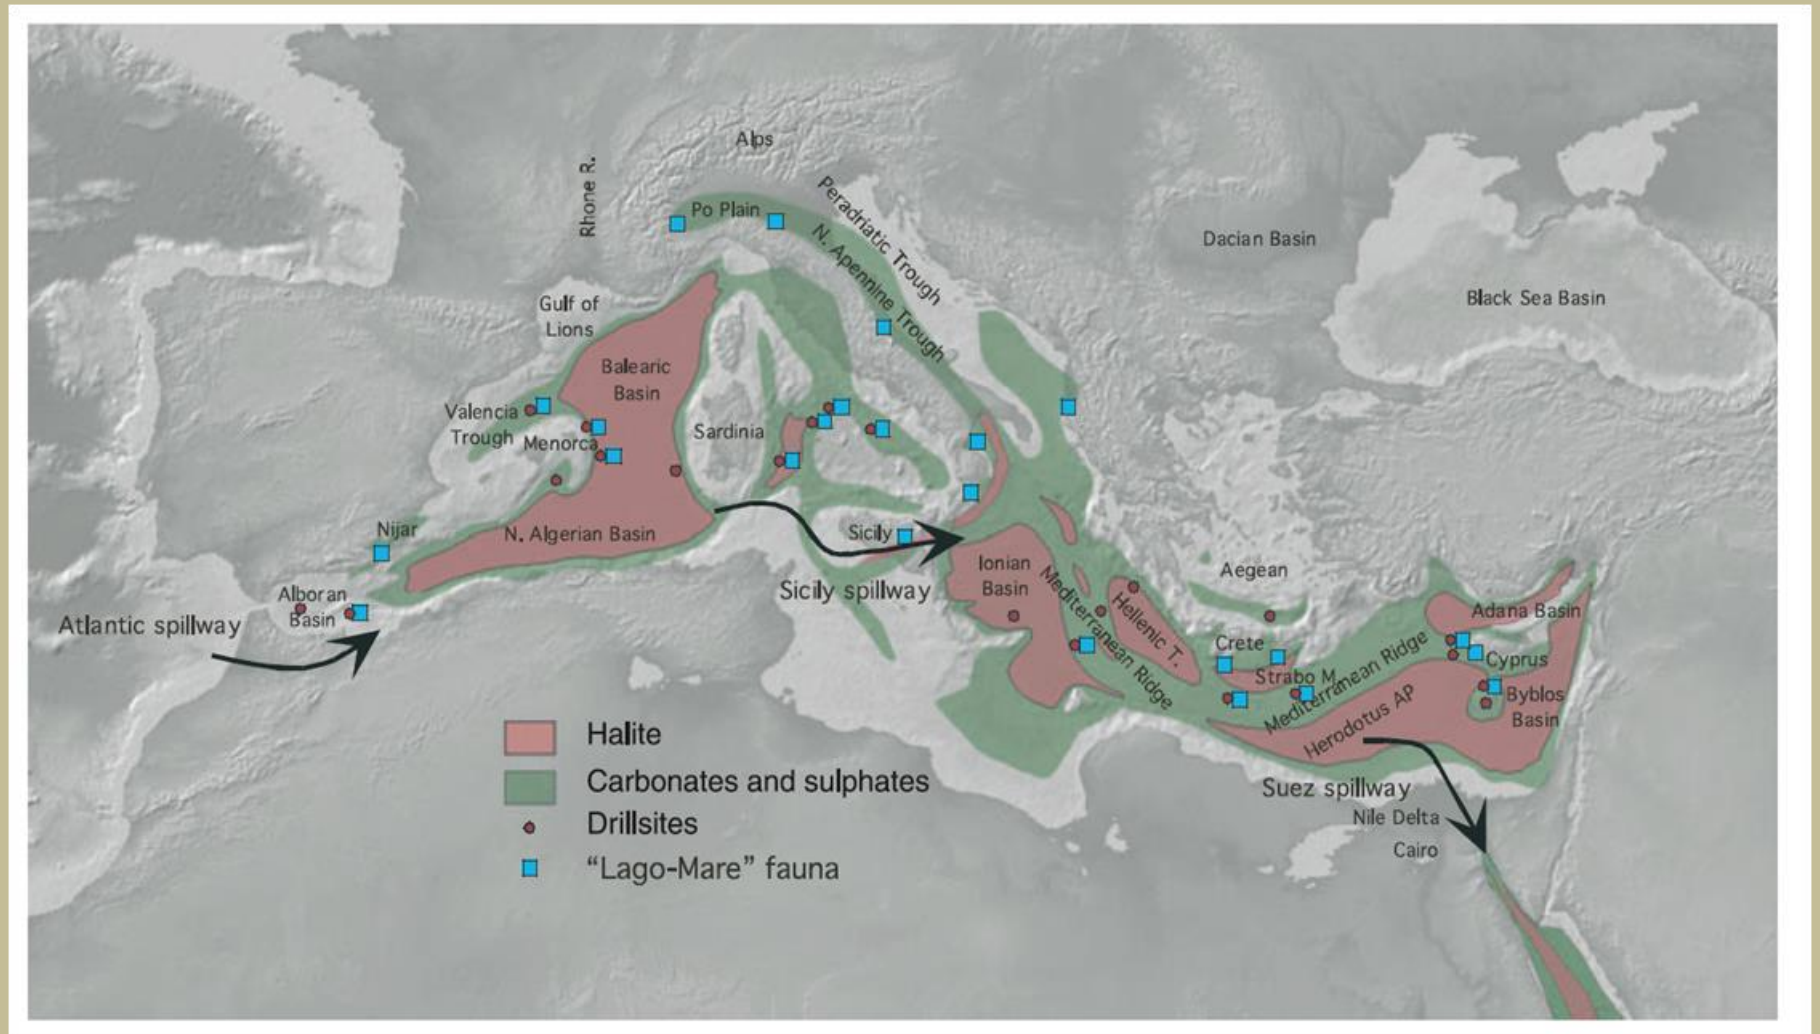 Alps
Rhone R.
Po Plain
Peradriatic Trough
N. Apennine Trough
Dacian Basin
Black Sea Basin
Gulf of
Lions
Balearic
Basin
Valencia
Trough
Menorca
Sardinia
Nijar
N. Algerian Basin
Sicily
Alboran
Basin
Atlantic spillway
Sicily spillway
Ionian
Basin
Mediterranean Ridge
Hellenic T.
Aegean
Crete
Strabo M.
Mediterranean Ridge
Adana Basin
Cyprus
Byblos
Basin
Herodotus AP
Suez spillway
Nile Delta
Cairo
Halite
Carbonates and sulphates
Drillsites
“Lago-Mare” fauna